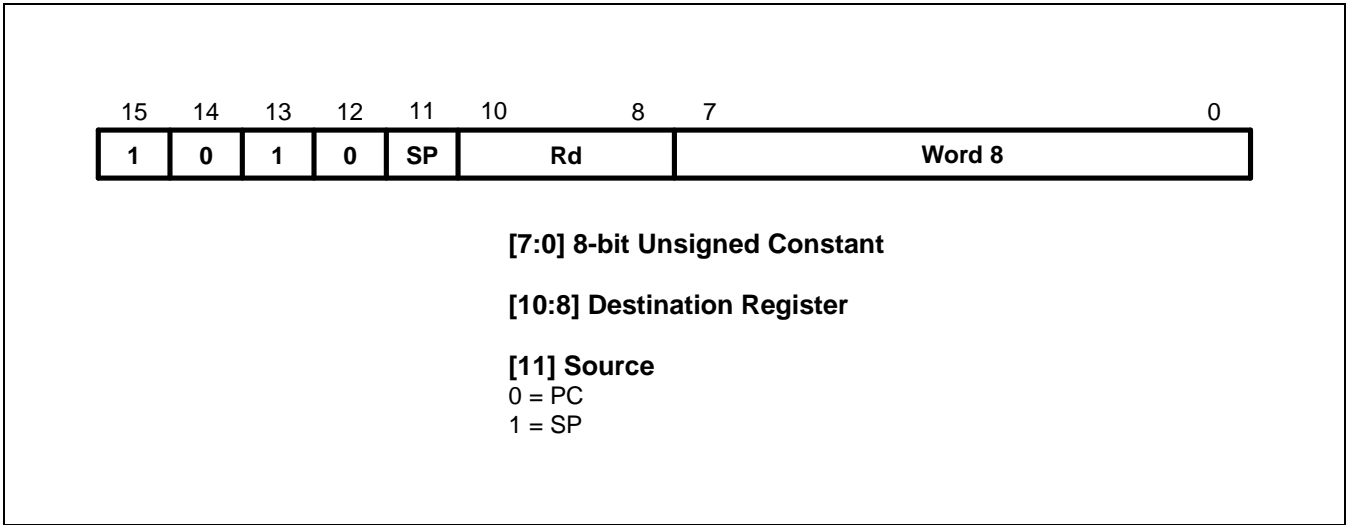 15 14 13 12 11 10 8 7 0
1 0 1 0 SP Rd Word 8
[7:0] 8-bit Unsigned Constant
[10:8] Destination Register
[11] Source
0 = PC
1 = SP